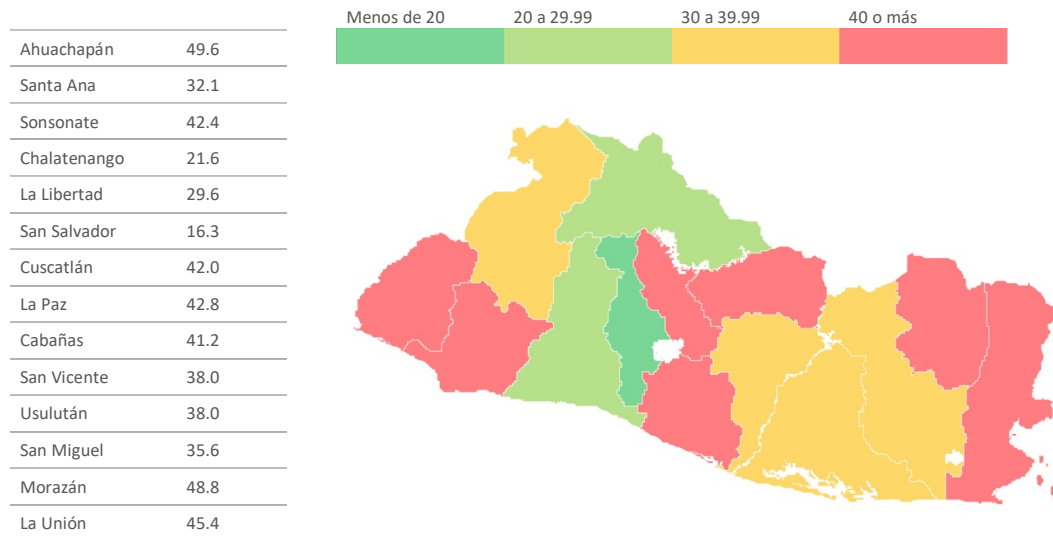 Menos de 20 20 a 29.99 30 a 39.99 40 o más
Ahuachapán 49.6
Santa Ana 32.1
Sonsonate 42.4
Chalatenango 21.6
La Libertad 29.6
San Salvador 16.3
Cuscatlán 42.0
La Paz 42.8
Cabañas 41.2
San Vicente 38.0
Usulután 38.0
San Miguel 35.6
Morazán 48.8
La Unión 45.4